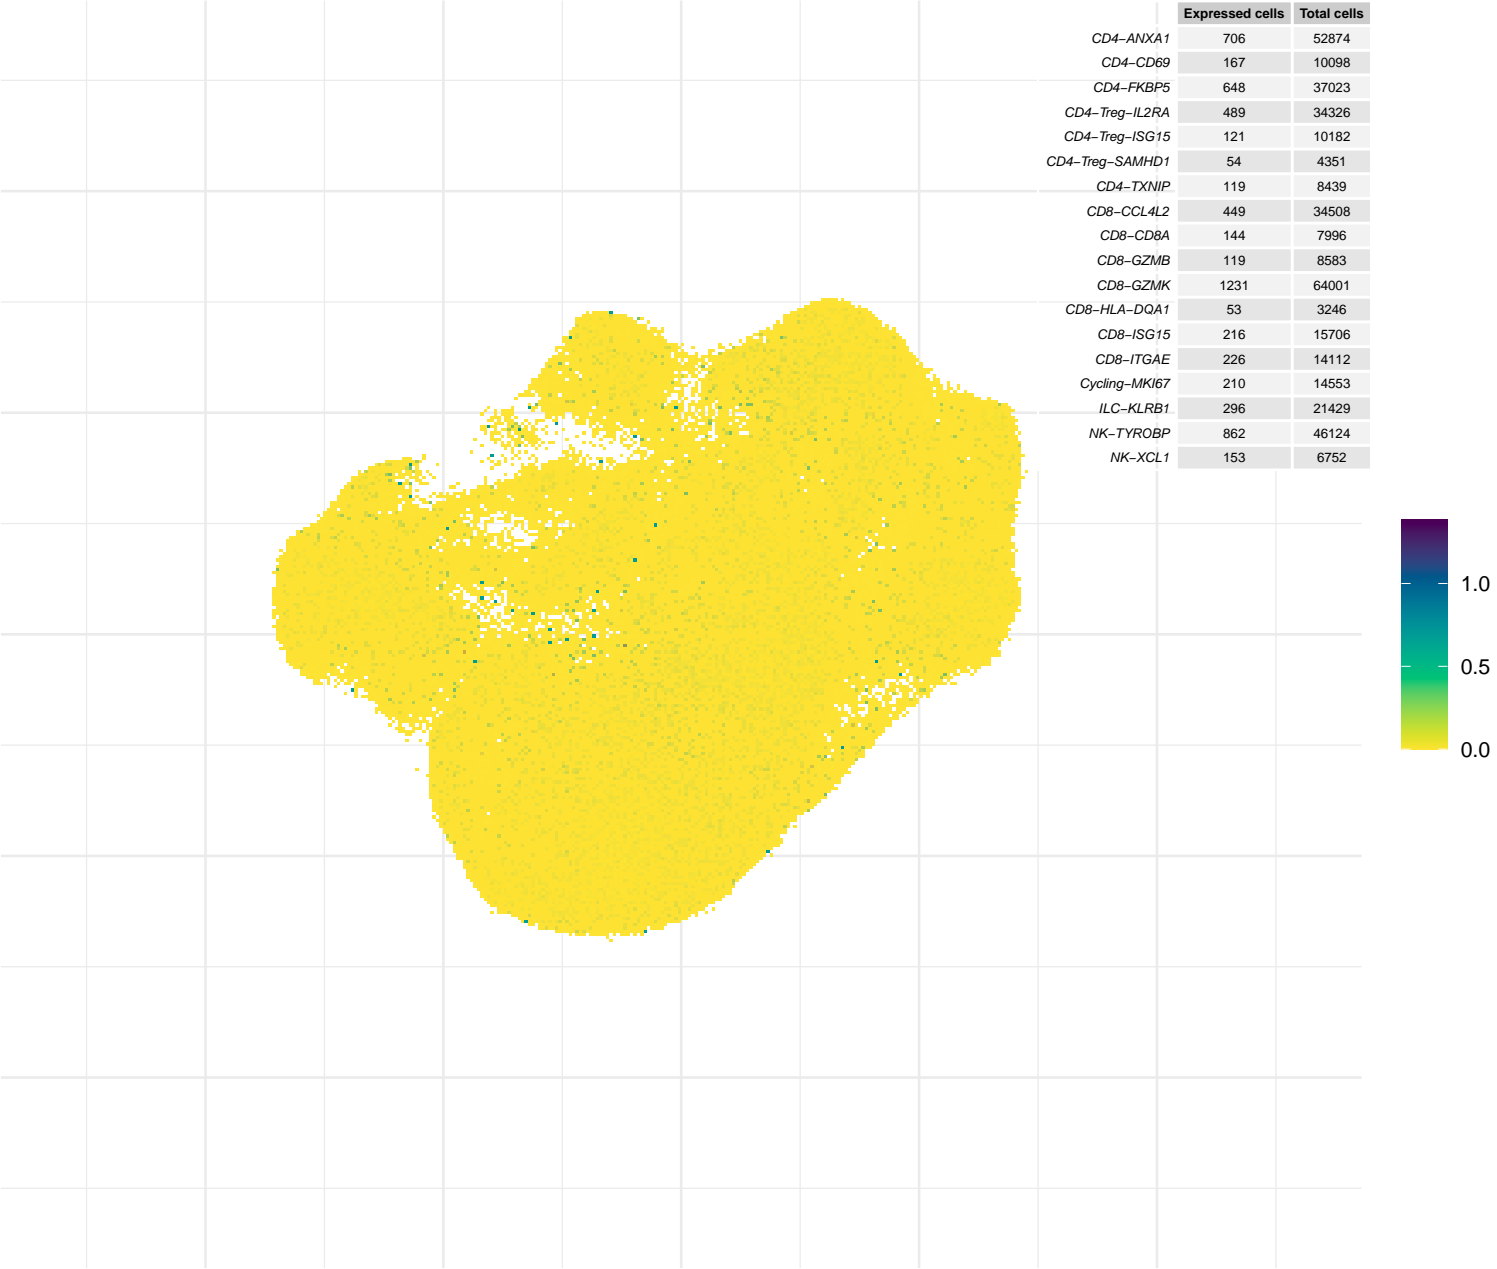 Expressed cells Total cells
CD4−ANXA1 706 52874
CD4−CD69 167 10098
CD4−FKBP5 648 37023
CD4−Treg−IL2RA 489 34326
CD4−Treg−ISG15 121 10182
CD4−Treg−SAMHD1 54 4351
CD4−TXNIP 119 8439
CD8−CCL4L2 449 34508
CD8−CD8A 144 7996
CD8−GZMB 119 8583
CD8−GZMK 1231 64001
CD8−HLA−DQA1 53 3246
CD8−ISG15 216 15706
CD8−ITGAE 226 14112
Cycling−MKI67 210 14553
ILC−KLRB1 296 21429
NK−TYROBP 862 46124
NK−XCL1 153 6752
1.0
0.5
0.0